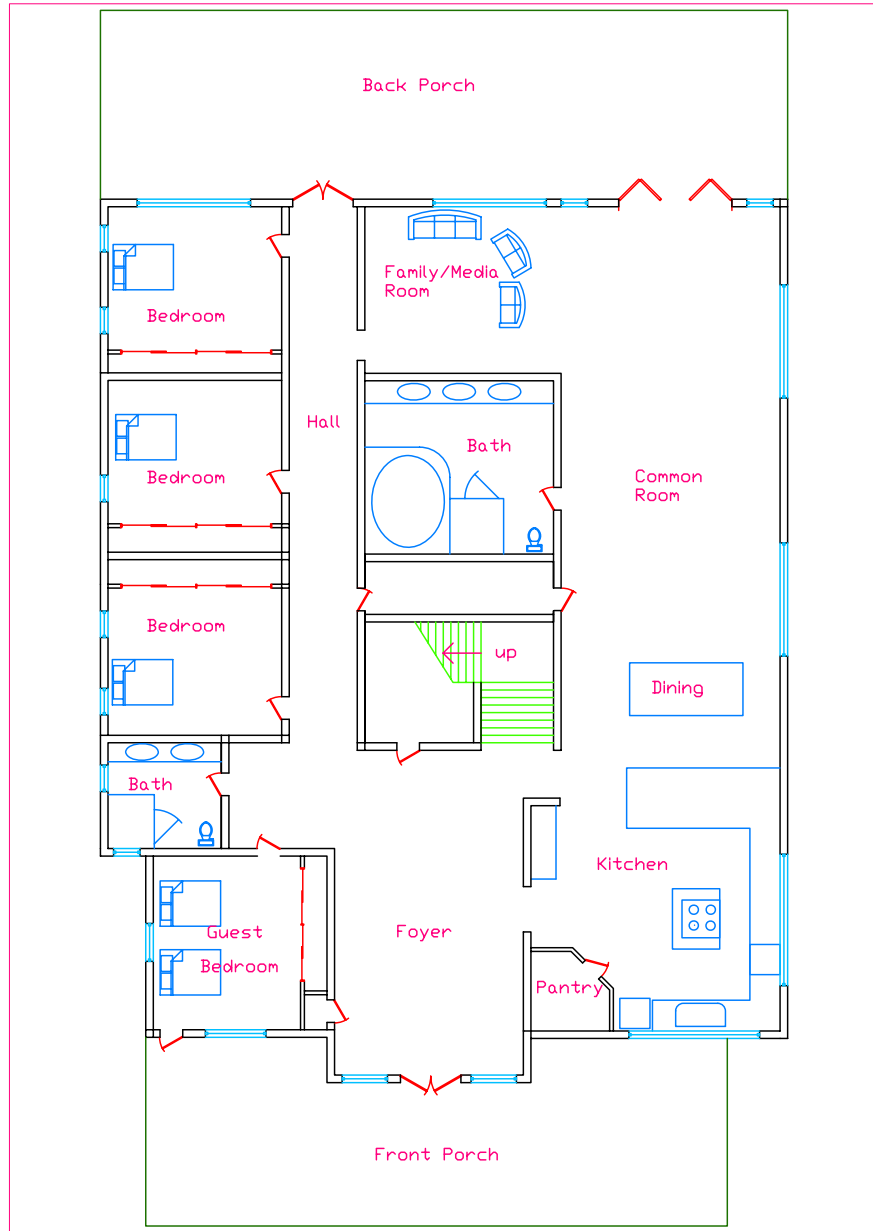 Back Porch
Family/Media
Room
Bedroom
Hall
Bath
Bedroom
Common
Room
Bedroom
up
Dining
Bath
Kitchen
Guest
Bedroom
Foyer
Pantry
Front Porch